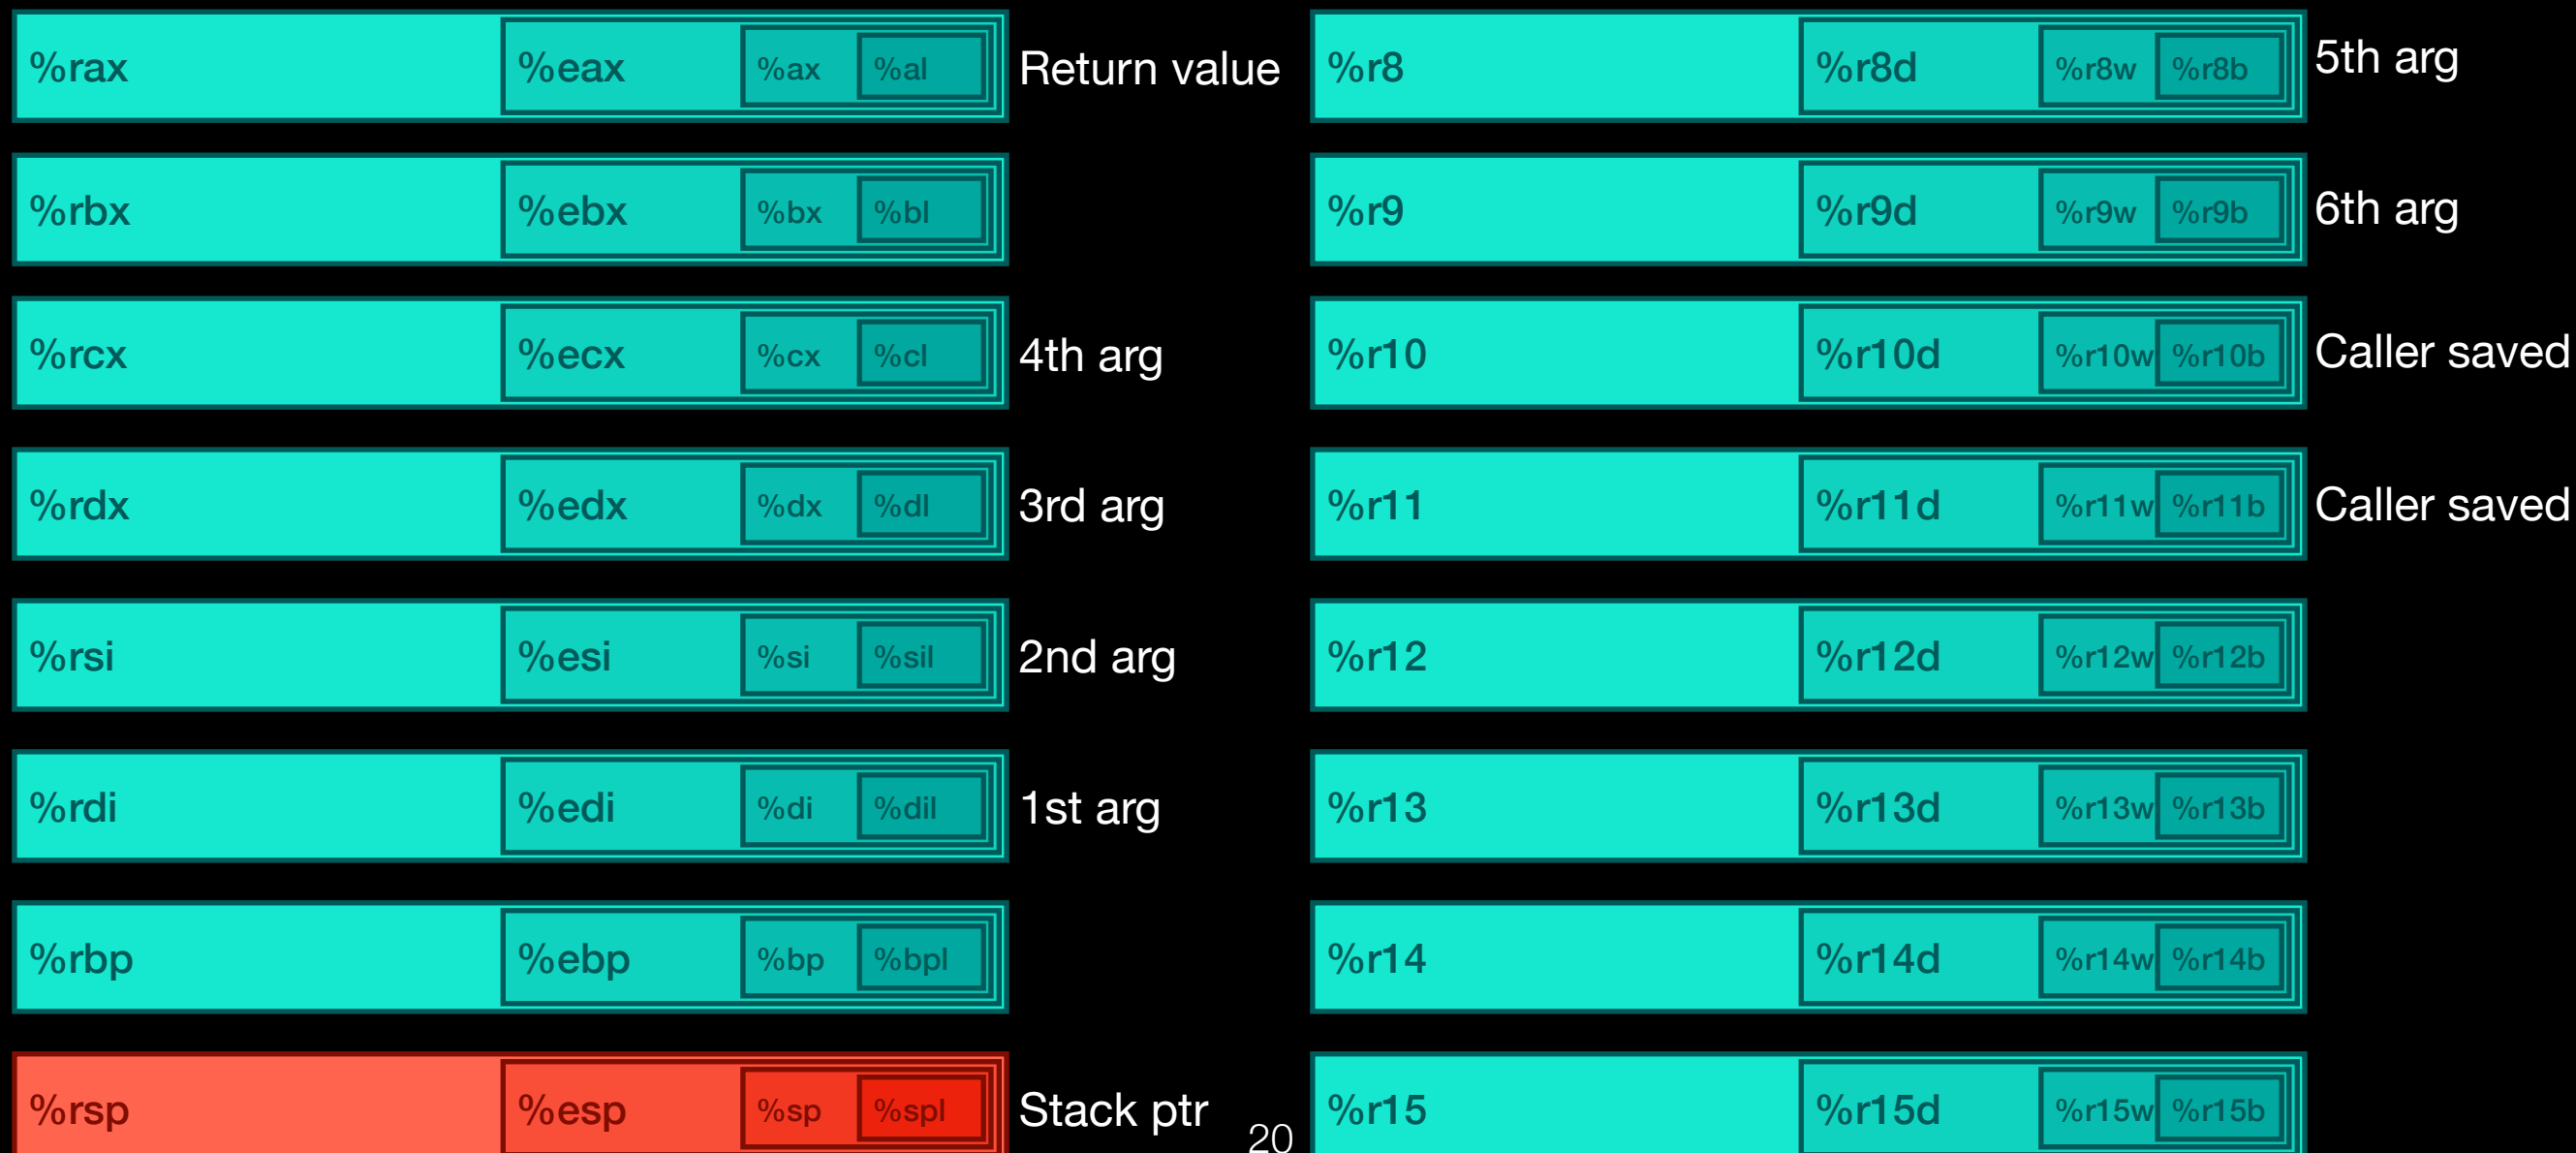 %rax %eax %ax %al Return value
%rbx %ebx %bx %bl
%rcx %ecx %cx %cl 4th arg
%rdx %edx %dx %dl 3rd arg
%rsi %esi %si %sil 2nd arg
%rdi %edi %di %dil 1st arg
%rbp %ebp %bp %bpl
%rsp %esp %sp %spl Stack ptr
%r8 %r8d %r8w %r8b 5th arg
%r9 %r9d %r9w %r9b 6th arg
%r10 %r10d %r10w %r10b Caller saved
%r11 %r11d %r11w %r11b Caller saved
%r12 %r12d %r12w %r12b
%r13 %r13d %r13w %r13b
%r14 %r14d %r14w %r14b
%r15 %r15d %r15w %r15b
20